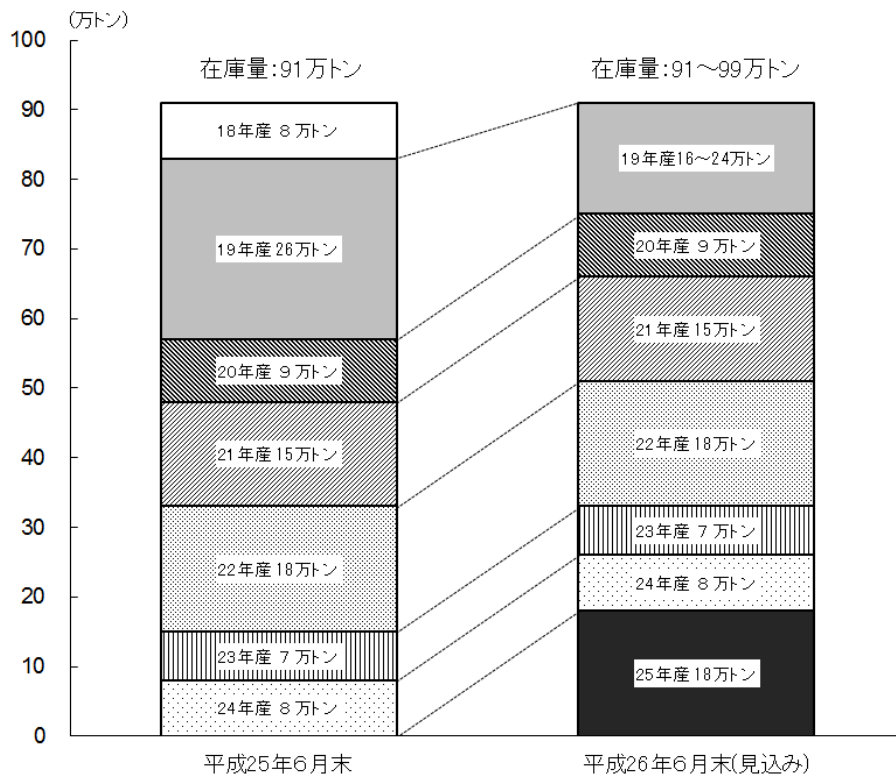 (万トン)
100
90
80
70
60
50
40
30
20
10
0
在庫量:91万トン
18年産 8 万トン
19年産 26万トン
20年産 9 万トン
21年産 15万トン
22年産 18万トン
23年産 7 万トン
24年産 8 万トン
平成25年6月末
在庫量:91～99万トン
19年産16～24万トン
20年産 9 万トン
21年産 15万トン
22年産 18万トン
23年産 7 万トン
24年産 8 万トン
25年産 18万トン
平成26年6月末(見込み)